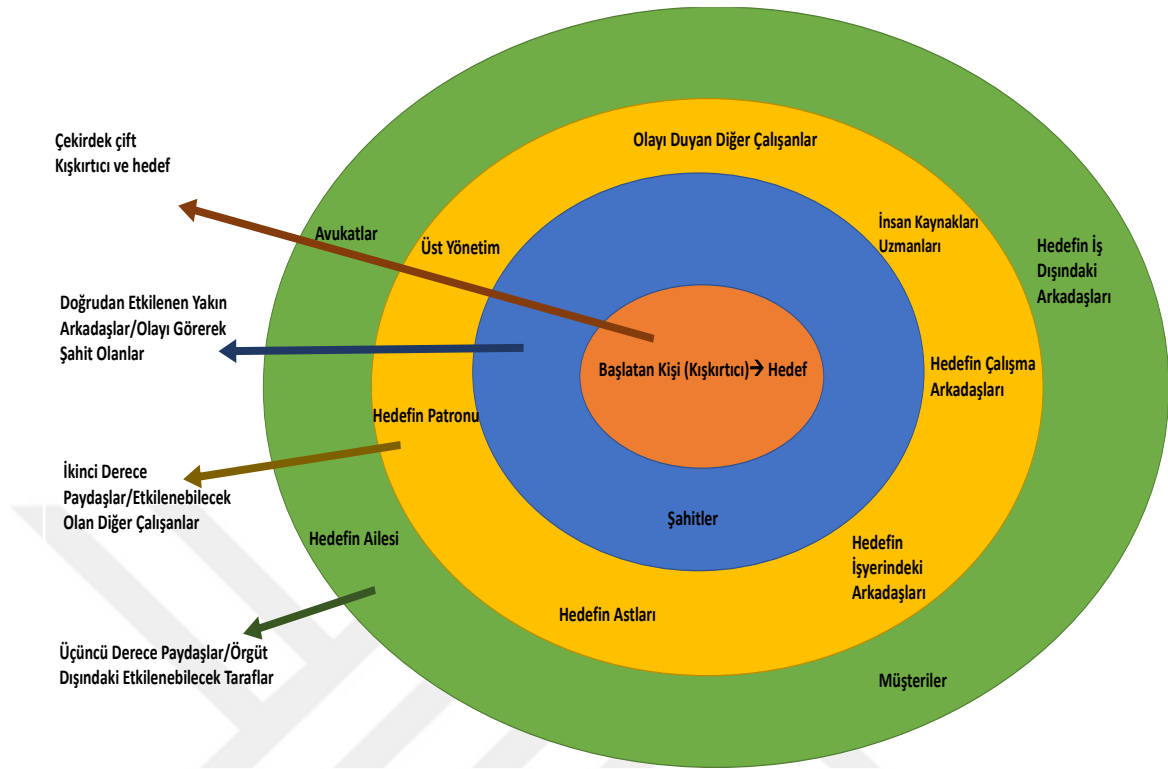 Çekirdek çift
Kışkırtıcı ve hedef
Doğrudan Etkilenen Yakın
Arkadaşlar/Olayı Görerek
Şahit Olanlar
İkinci Derece
Paydaşlar/Etkilenebilecek
Olan Diğer Çalışanlar
Üçüncü Derece Paydaşlar/Örgüt
Dışındaki Etkilenebilecek Taraflar
Olayı Duyan Diğer Çalışanlar
Avukatlar
Üst Yönetim
İnsan Kaynakları
Uzmanları
Hedefin İş
Dışındaki
Arkadaşları
Başlatan Kişi (Kışkırtıcı)→ Hedef
Hedefin Çalışma
Arkadaşları
Hedefin Patronu
Şahitler
Hedefin Ailesi
Hedefin
İşyerindeki
Arkadaşları
Hedefin Astları
Müşteriler